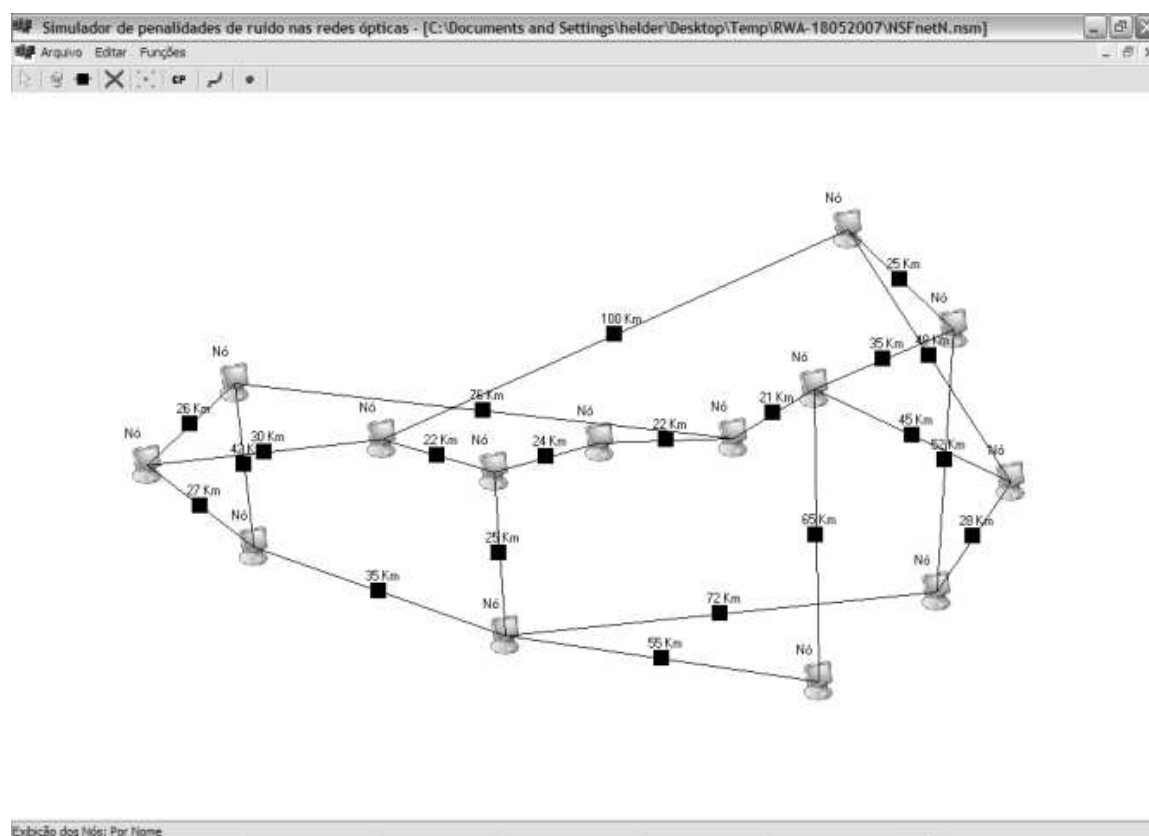 Simulador de penalidades de ruído nas redes ópticas - [C:\Documents and Settings\helder\Desktop\Temp\RWA-18052007\NSFnetN.nsm]
Arquivo Editar Funções
CP
Nó
25 Km
Nó
100 Km
35 Km
Nó
Nó
76 Km
Nó
26 Km
Nó
Nó
21 Km
Nó
30 Km
22 Km
Nó
24 Km
22 Km
45 Km
Nó
27 Km
Nó
25 Km
65 Km
28 Km
35 Km
Nó
72 Km
Nó
55 Km
Nó
Exibição dos Nós: Por Nome